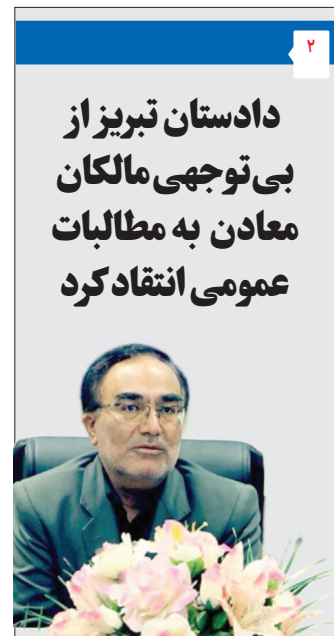 ۲
دادستان تبریز از
بی‌توجهی مالکان
معادن به مطالبات
عمومی انتقاد کرد